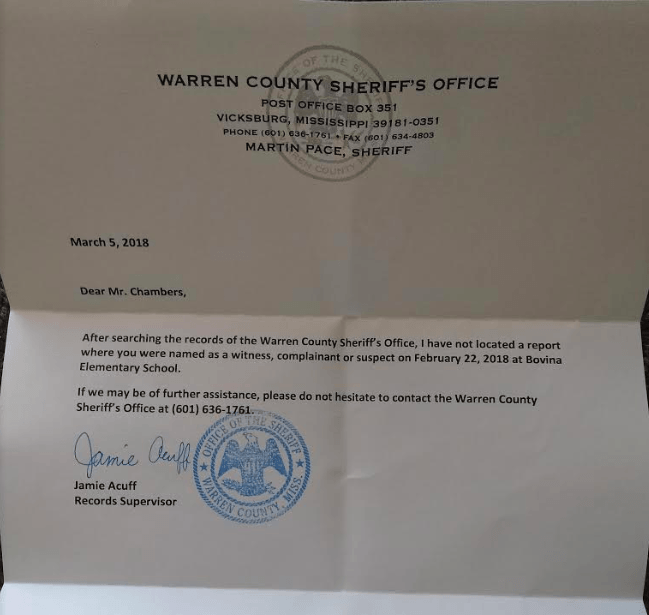 WARREN COUNTY SHERIFF'S OFFICE
POST OFFICE BOX 351
VICKSBURG, MISSISSIPPI 39181-0351
PHONE (601) 636-1761 • FAX (601) 634-4803
MARTIN PACE, SHERIFF
OF THE SHERIFF
WARREN COUNTY
March 5, 2018
Dear Mr. Chambers,
After searching the records of the Warren County Sheriff's Office, I have not located a report
where you were named as a witness, complainant or suspect on February 22, 2018 at Bovina
Elementary School.
If we may be of further assistance, please do not hesitate to contact the Warren County
Sheriff's Office at (601) 636-1761.
Jamie Acuff
OFFICE OF THE SHERIFF
WARREN COUNTY, MISS.
Jamie Acuff
Records Supervisor